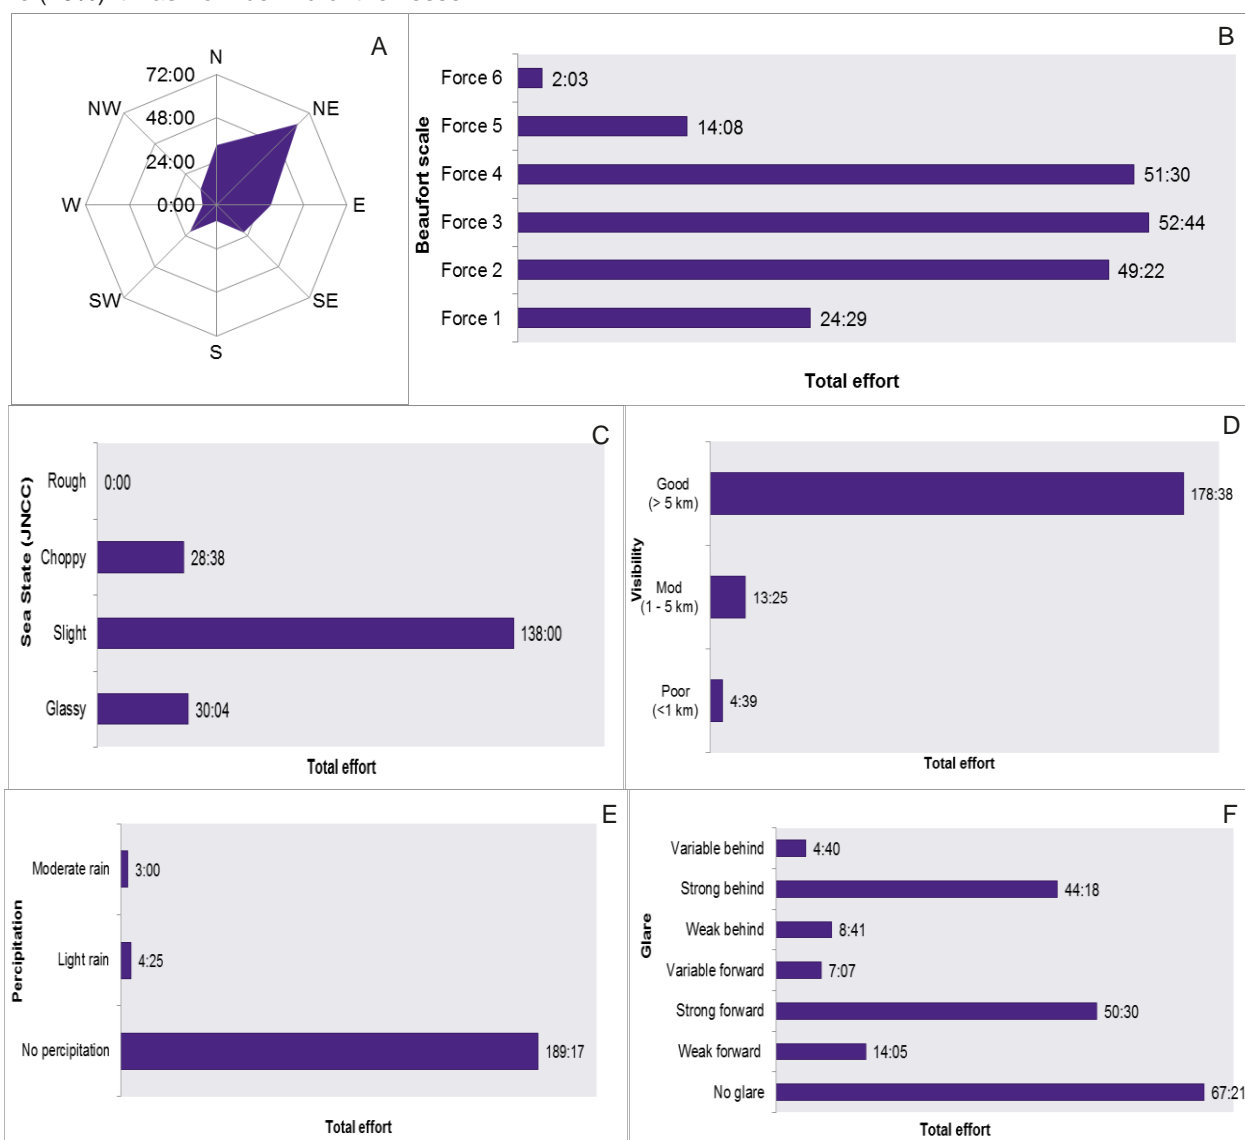 A
N
72:00
NW
NE
48:00
24:00
W
0:00
E
SW
SE
S
B
Beaufort scale
Force 6 2:03
Force 5 14:08
Force 4 51:30
Force 3 52:44
Force 2 49:22
Force 1 24:29
Total effort
C
Sea State (JNCC)
Rough 0:00
Choppy 28:38
Slight 138:00
Glassy 30:04
Total effort
D
Visibility
Good
(> 5 km)
178:38
Mod
(1 - 5 km)
13:25
Poor
(<1 km)
4:39
Total effort
E
Percipitation
Moderate rain 3:00
Light rain 4:25
No percipitation 189:17
Total effort
F
Glare
Variable behind 4:40
Strong behind 44:18
Weak behind 8:41
Variable forward 7:07
Strong forward 50:30
Weak forward 14:05
No glare 67:21
Total effort